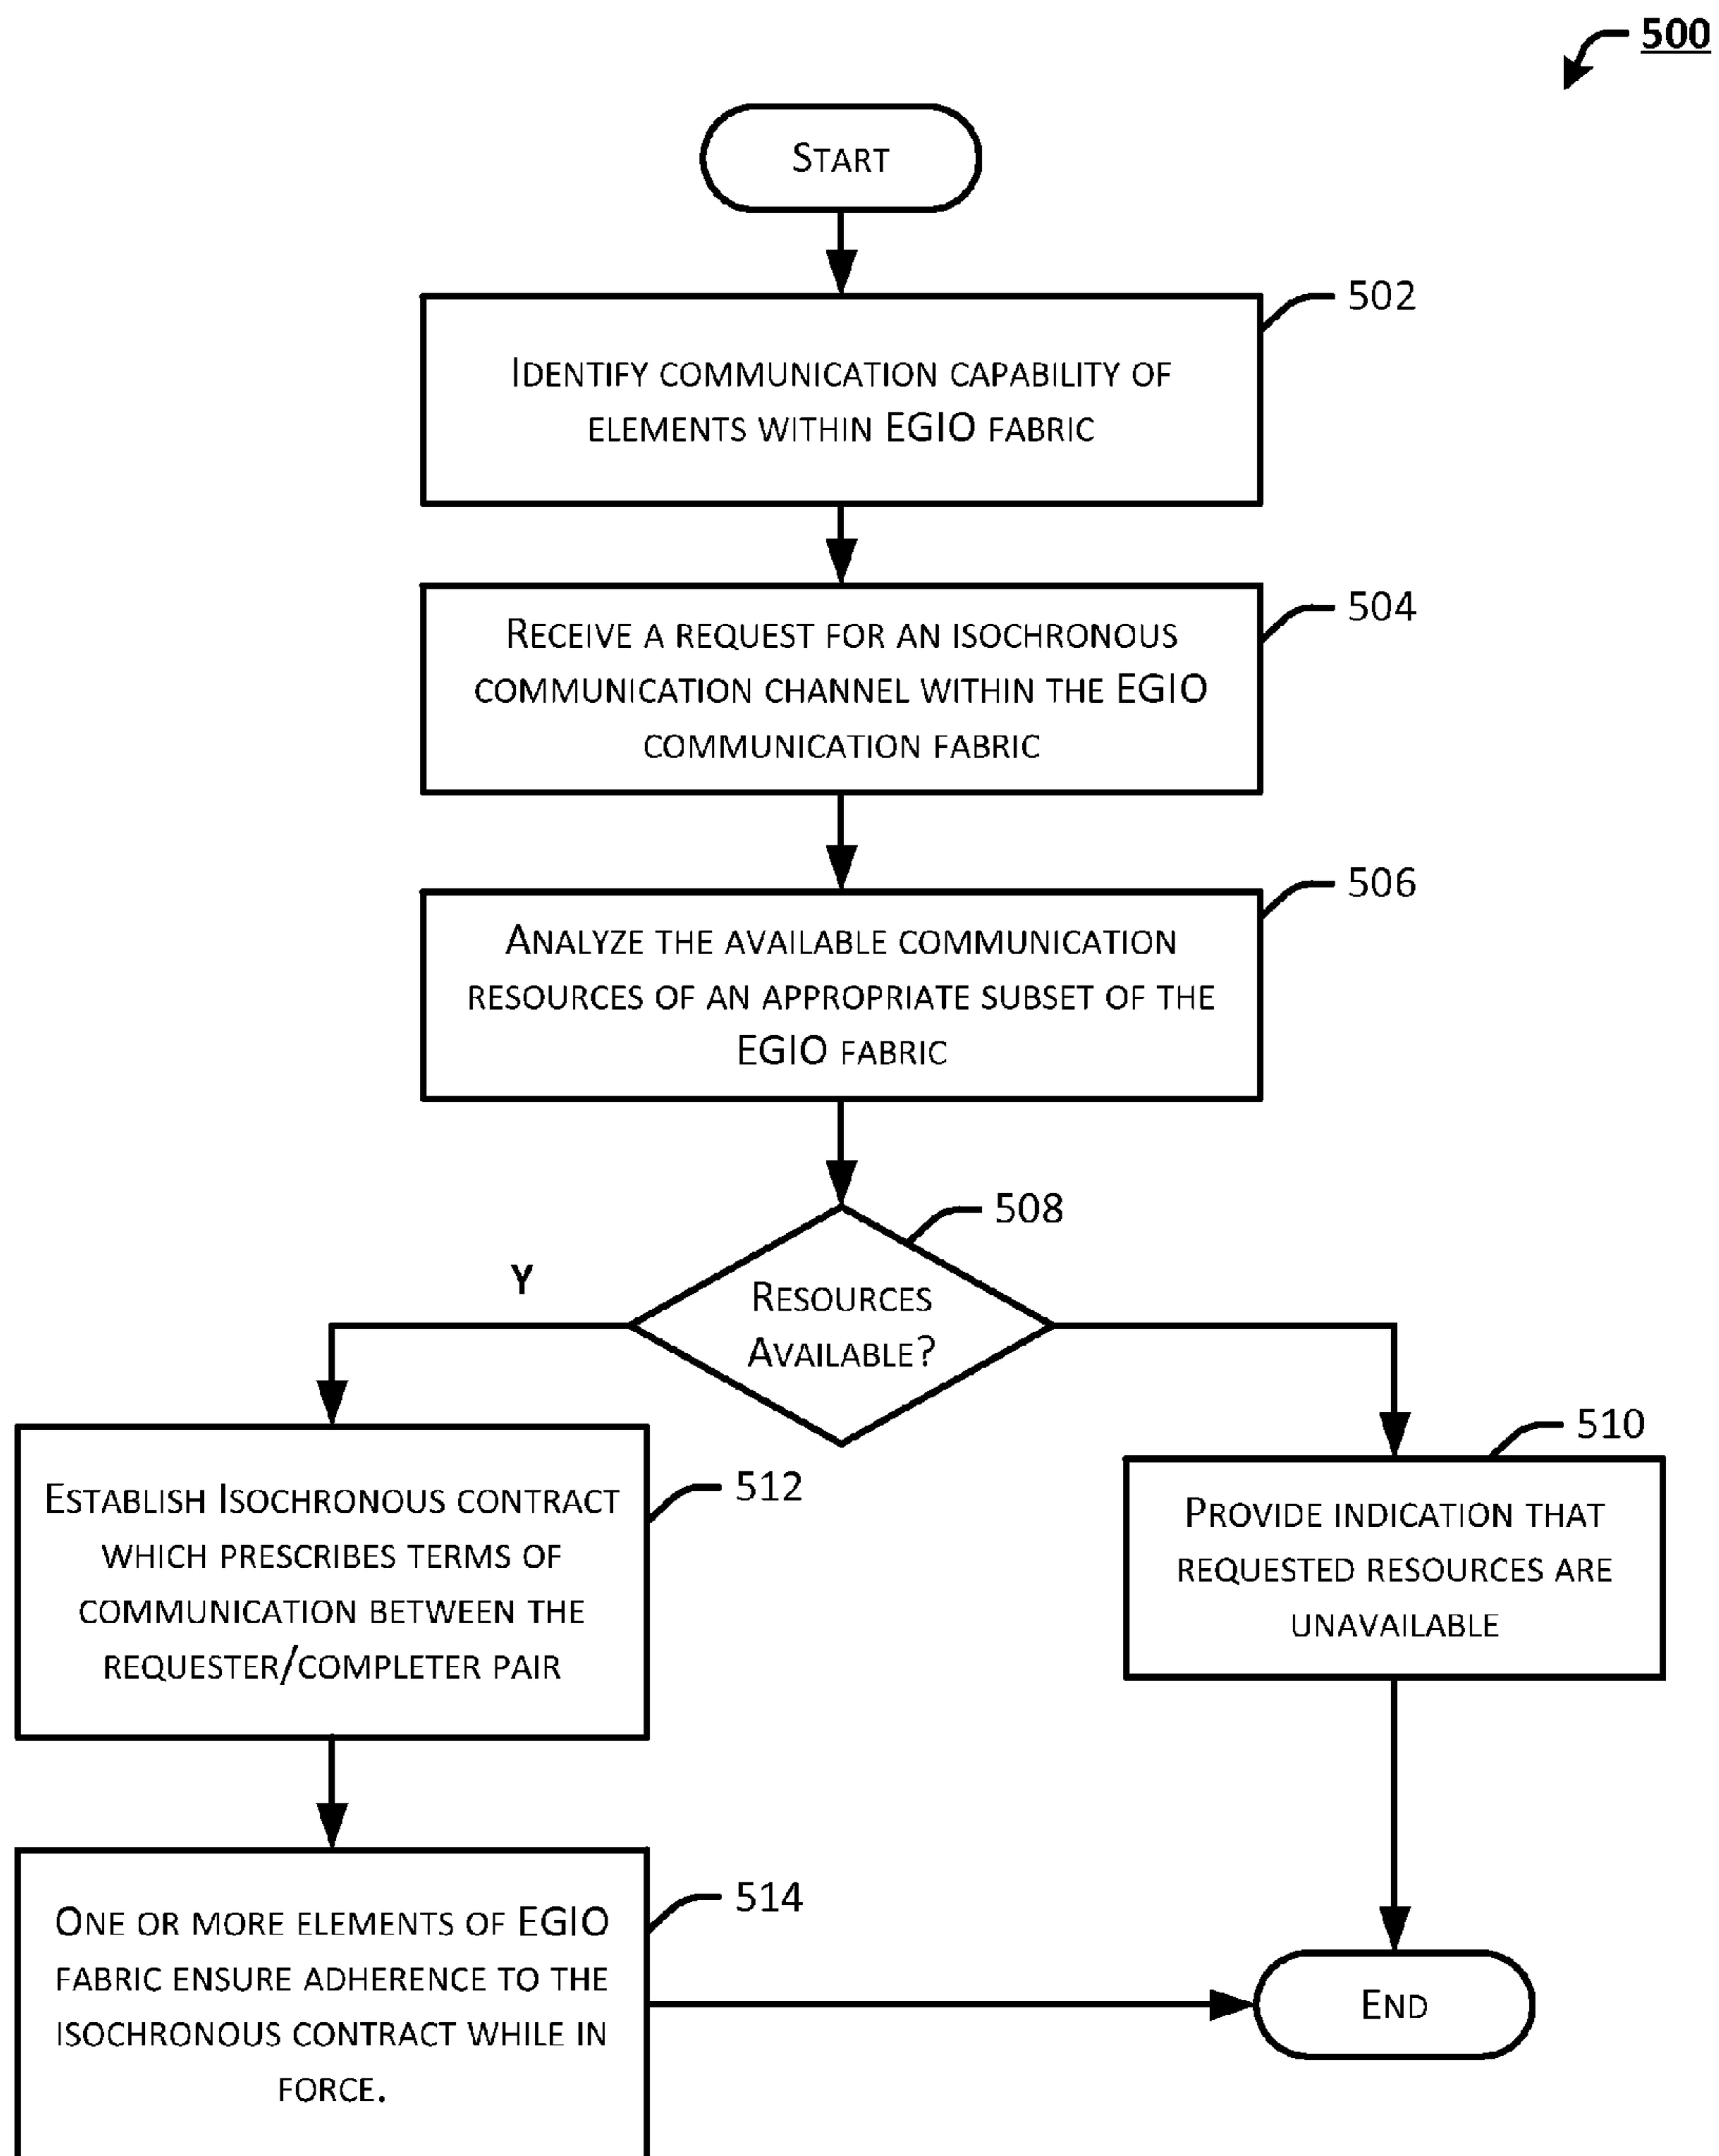 500
START
502
IDENTIFY COMMUNICATION CAPABILITY OF
ELEMENTS WITHIN EGIO FABRIC
504
RECEIVE A REQUEST FOR AN ISOCHRONOUS
COMMUNICATION CHANNEL WITHIN THE EGIO
COMMUNICATION FABRIC
506
ANALYZE THE AVAILABLE COMMUNICATION
RESOURCES OF AN APPROPRIATE SUBSET OF THE
EGIO FABRIC
508
RESOURCES
AVAILABLE?
Y
512
ESTABLISH ISOCHRONOUS CONTRACT
WHICH PRESCRIBES TERMS OF
COMMUNICATION BETWEEN THE
REQUESTER/COMPLETER PAIR
510
PROVIDE INDICATION THAT
REQUESTED RESOURCES ARE
UNAVAILABLE
514
ONE OR MORE ELEMENTS OF EGIO
FABRIC ENSURE ADHERENCE TO THE
ISOCHRONOUS CONTRACT WHILE IN
FORCE.
END